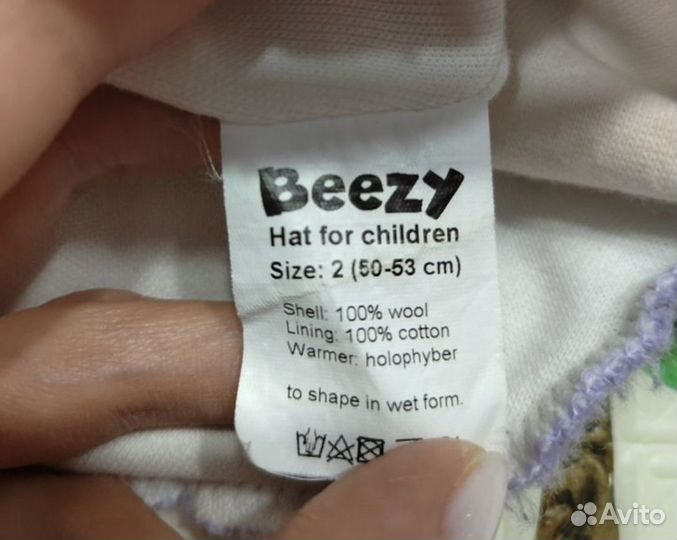 Beezy
Hat for children
Size: 2 (50-53 cm)
Shell: 100% wool
Lining: 100% cotton
Warmer: holophyber
to shape in wet form.
Avito